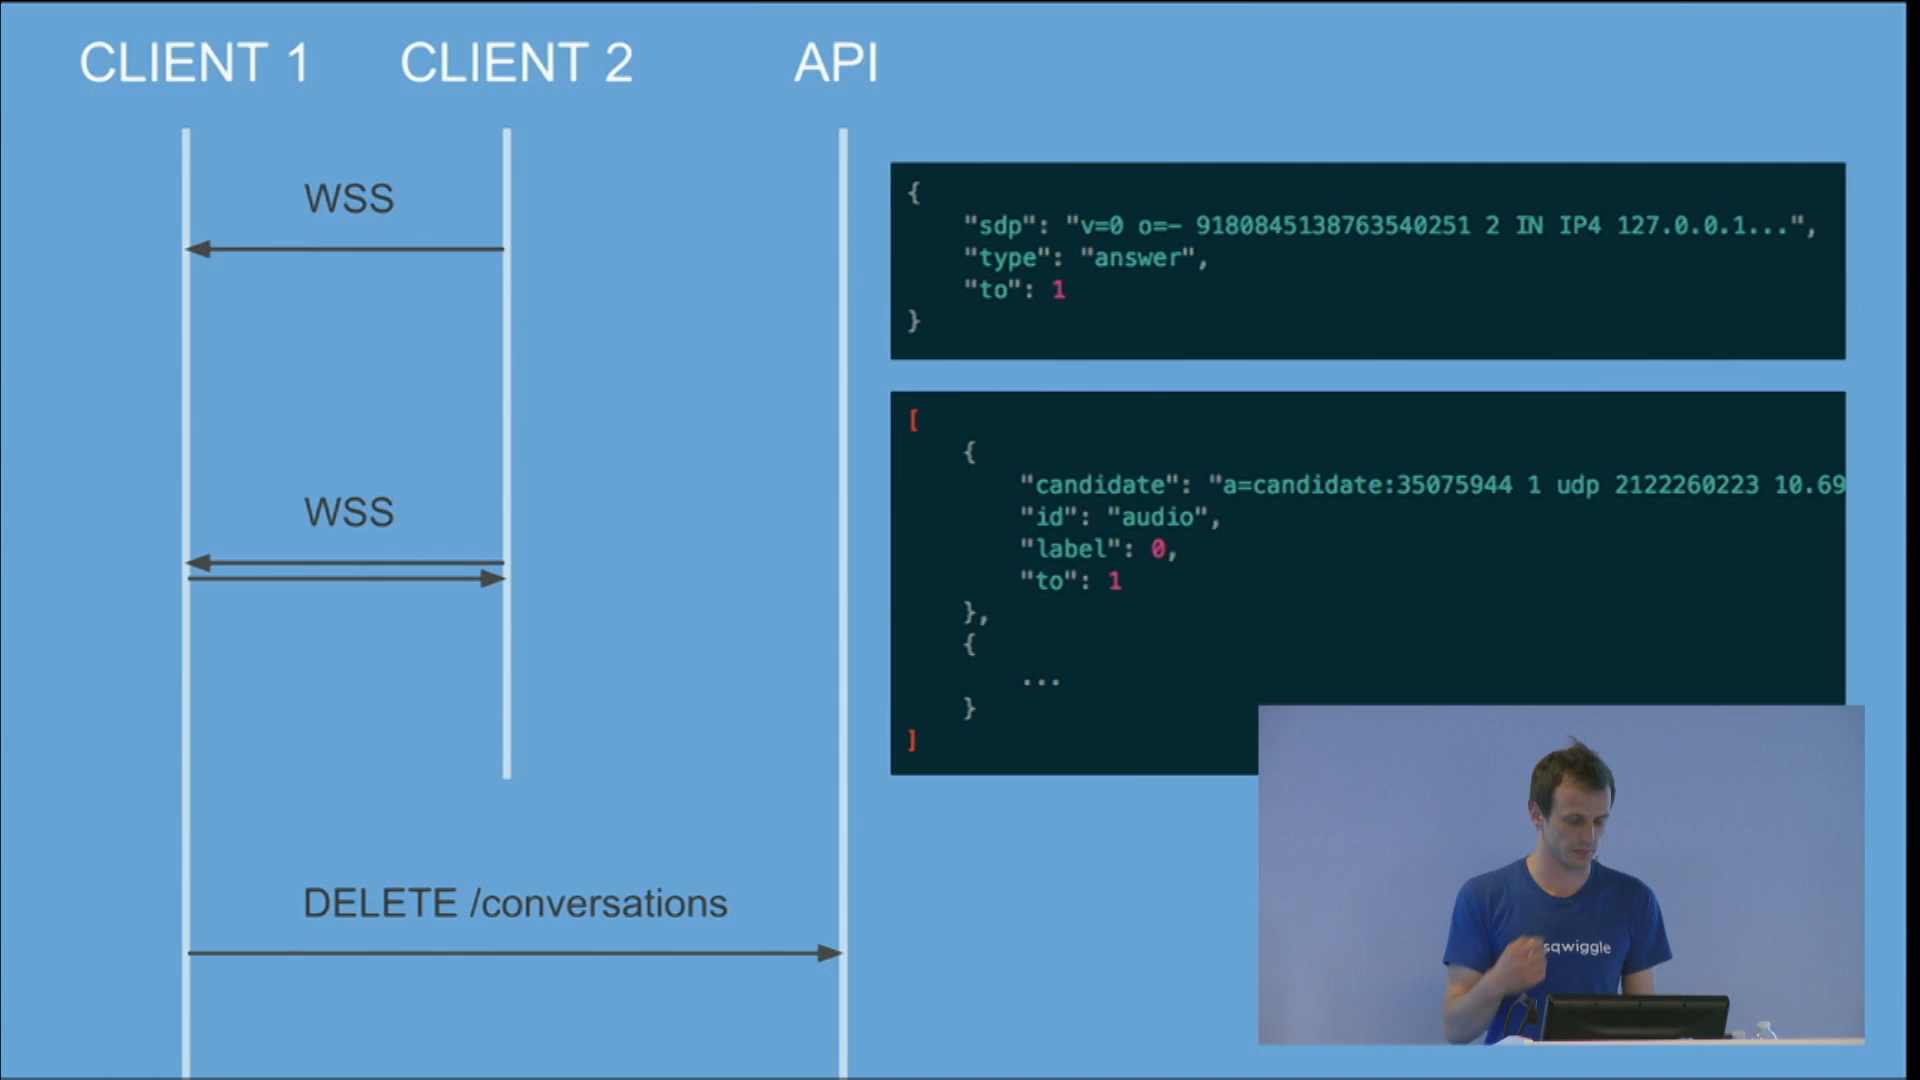 CLIENT 1 CLIENT 2 API
WSS
{
"sdp": "v=0 o=- 9180845138763540251 2 IN IP4 127.0.0.1...",
"type": "answer",
"to": 1
}
WSS
[
{
"candidate": "a=candidate:35075944 1 udp 2122260223 10.69
"id": "audio",
"label": 0,
"to": 1
},
{
...
}
]
DELETE /conversations
sqwiggle